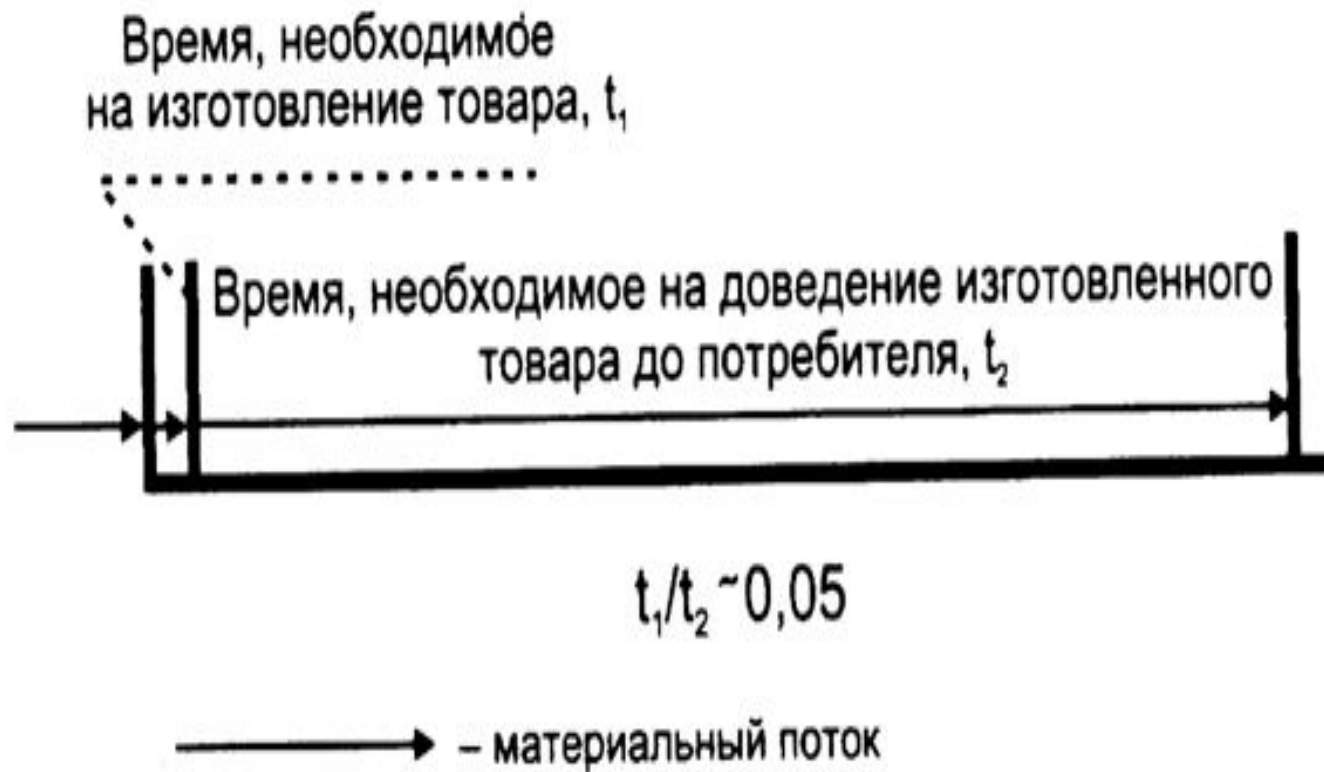 Время, необходимое
на изготовление товара, t₁
Время, необходимое на доведение изготовленного
товара до потребителя, t₂
t₁/t₂ ~0,05
– материальный поток